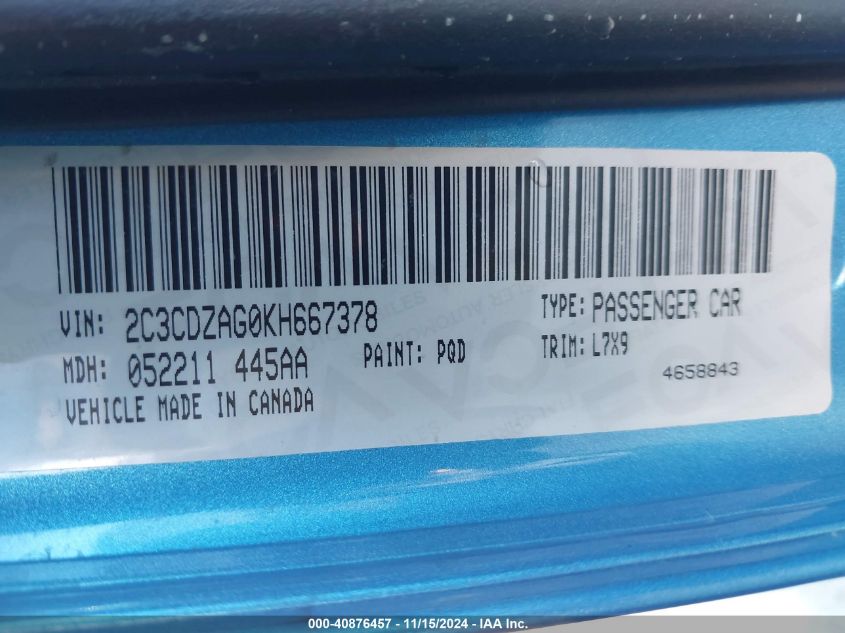 VIN: 2C3CDZAG0KH667378 TYPE: PASSENGER CAR
MDH: 052211 445AA PAINT: PQD TRIM: L7X9
VEHICLE MADE IN CANADA 4658843
000-40876457 - 11/15/2024 - IAA Inc.